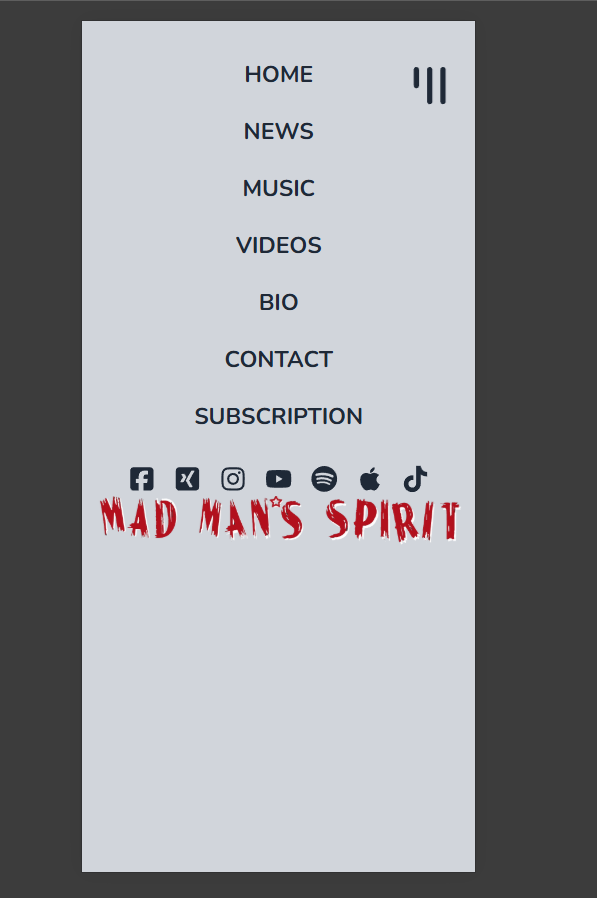 HOME
NEWS
MUSIC
VIDEOS
BIO
CONTACT
SUBSCRIPTION
MAD MAN'S SPIRIT